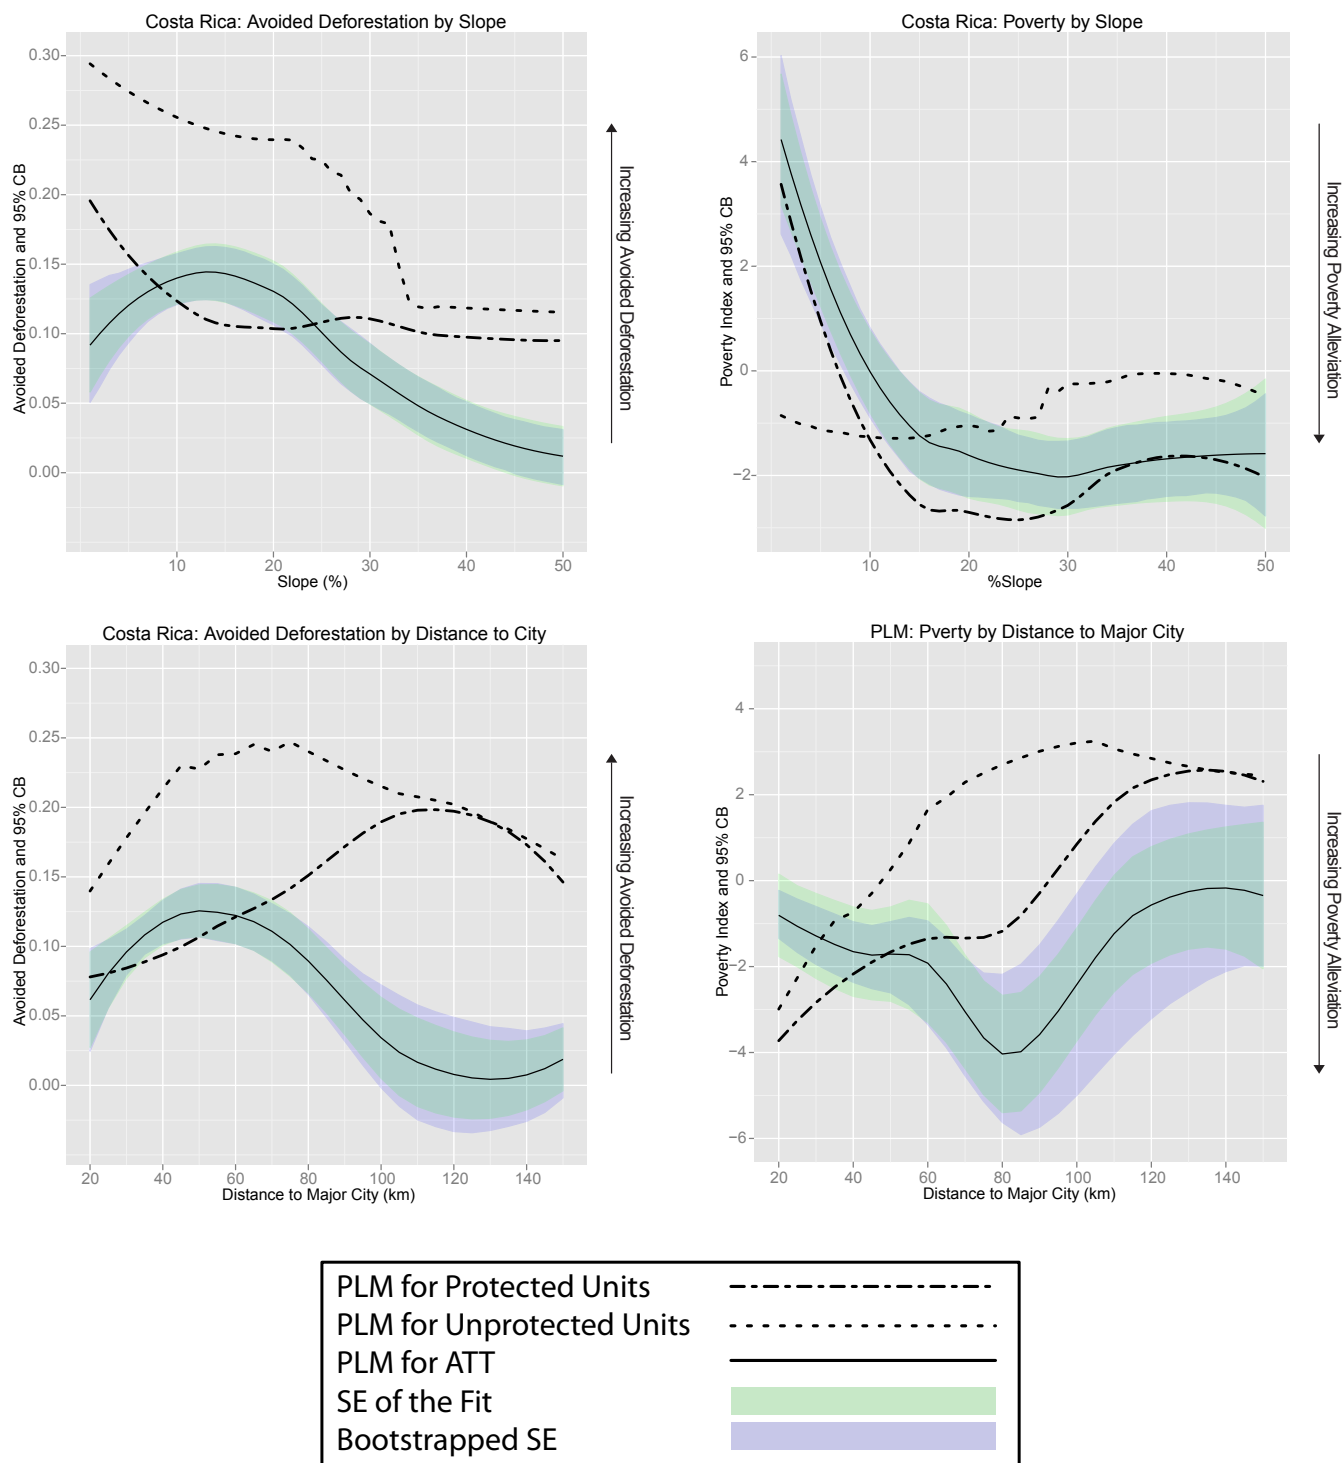 Costa Rica: Avoided Deforestation by Slope
0.30
0.25
0.20
0.15
0.10
0.05
0.00
Avoided Deforestation and 95% CB
10
20
30
40
50
Slope (%)
Increasing Avoided Deforestation
Costa Rica: Poverty by Slope
6
4
2
0
−2
Poverty Index and 95% CB
10
20
30
40
50
%Slope
Increasing Poverty Alleviation
Costa Rica: Avoided Deforestation by Distance to City
0.30
0.25
0.20
0.15
0.10
0.05
0.00
Avoided Deforestation and 95% CB
20
40
60
80
100
120
140
Distance to Major City (km)
Increasing Avoided Deforestation
PLM: Pverty by Distance to Major City
4
2
0
−2
−4
−6
Poverty Index and 95% CB
20
40
60
80
100
120
140
Distance to Major City (km)
Increasing Poverty Alleviation
PLM for Protected Units
PLM for Unprotected Units
PLM for ATT
SE of the Fit
Bootstrapped SE